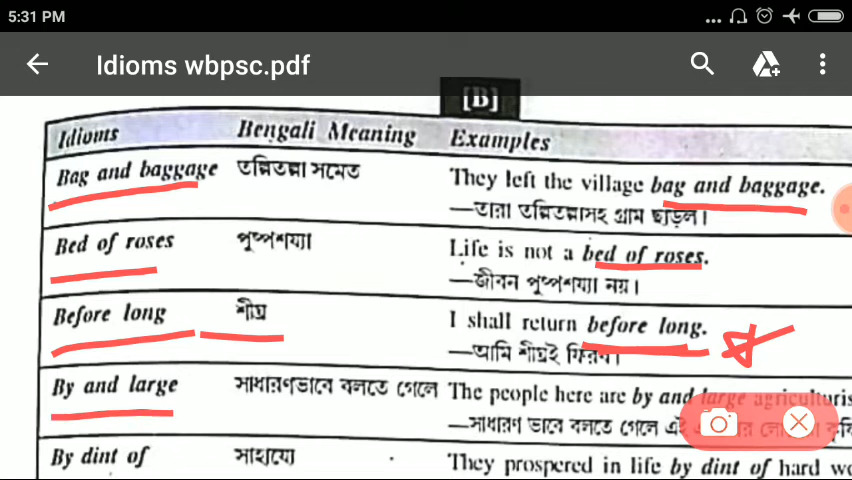 5:31 PM
Idioms wbpsc.pdf
[B]
Idioms Bengali Meaning Examples
Bag and baggage তল্পিতল্পা সমেত They left the village bag and baggage.
—তারা তল্পিতল্পাসহ গ্রাম ছাড়ল।
Bed of roses পুষ্পশয্যা Life is not a bed of roses.
—জীবন পুষ্পশয্যা নয়।
Before long শীঘ্র I shall return before long.
—আমি শীঘ্রই ফিরব।
By and large সাধারণভাবে বলতে গেলে The people here are by and large
—সাধারণ ভাবে বলতে গেলে এই
By dint of সাহায্যে They prospered in life by dint of hard